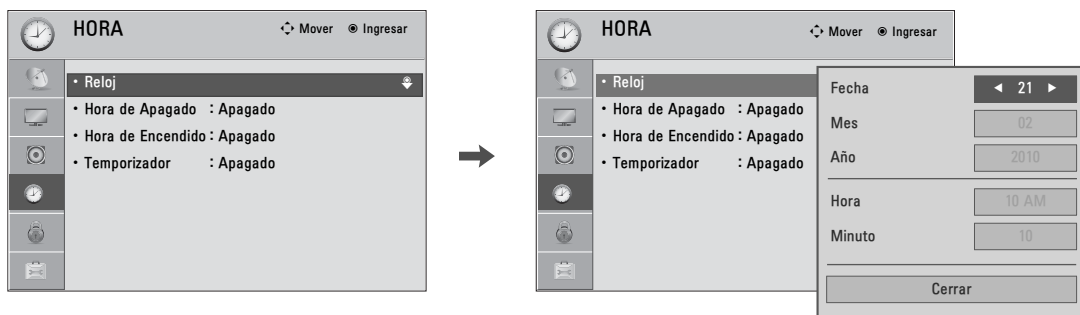 HORA Mover Ingresar
• Reloj
• Hora de Apagado : Apagado
• Hora de Encendido : Apagado
• Temporizador : Apagado
HORA Mover Ingresar
• Reloj
• Hora de Apagado : Apagado
• Hora de Encendido : Apagado
• Temporizador : Apagado
Fecha ◄ 21 ►
Mes 02
Año 2010
Hora 10 AM
Minuto 10
Cerrar